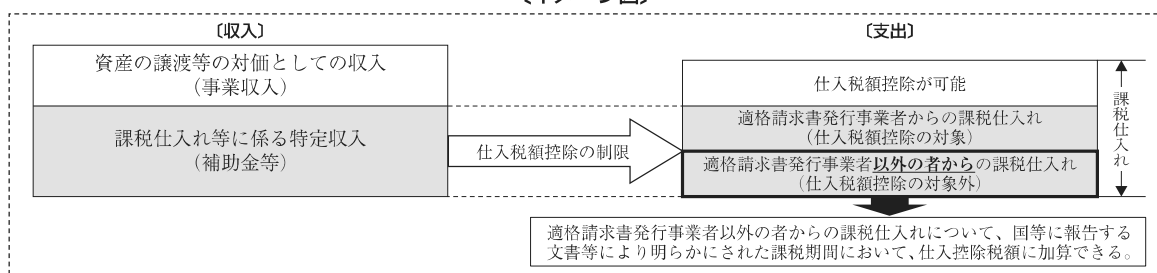 〔収入〕
資産の譲渡等の対価としての収入
（事業収入）
課税仕入れ等に係る特定収入
（補助金等）
仕入税額控除の制限
〔支出〕
仕入税額控除が可能
適格請求書発行事業者からの課税仕入れ
（仕入税額控除の対象）
適格請求書発行事業者以外の者からの課税仕入れ
（仕入税額控除の対象外）
課税仕入れ
適格請求書発行事業者以外の者からの課税仕入れについて、国等に報告する
文書等により明らかにされた課税期間において、仕入控除税額に加算できる。